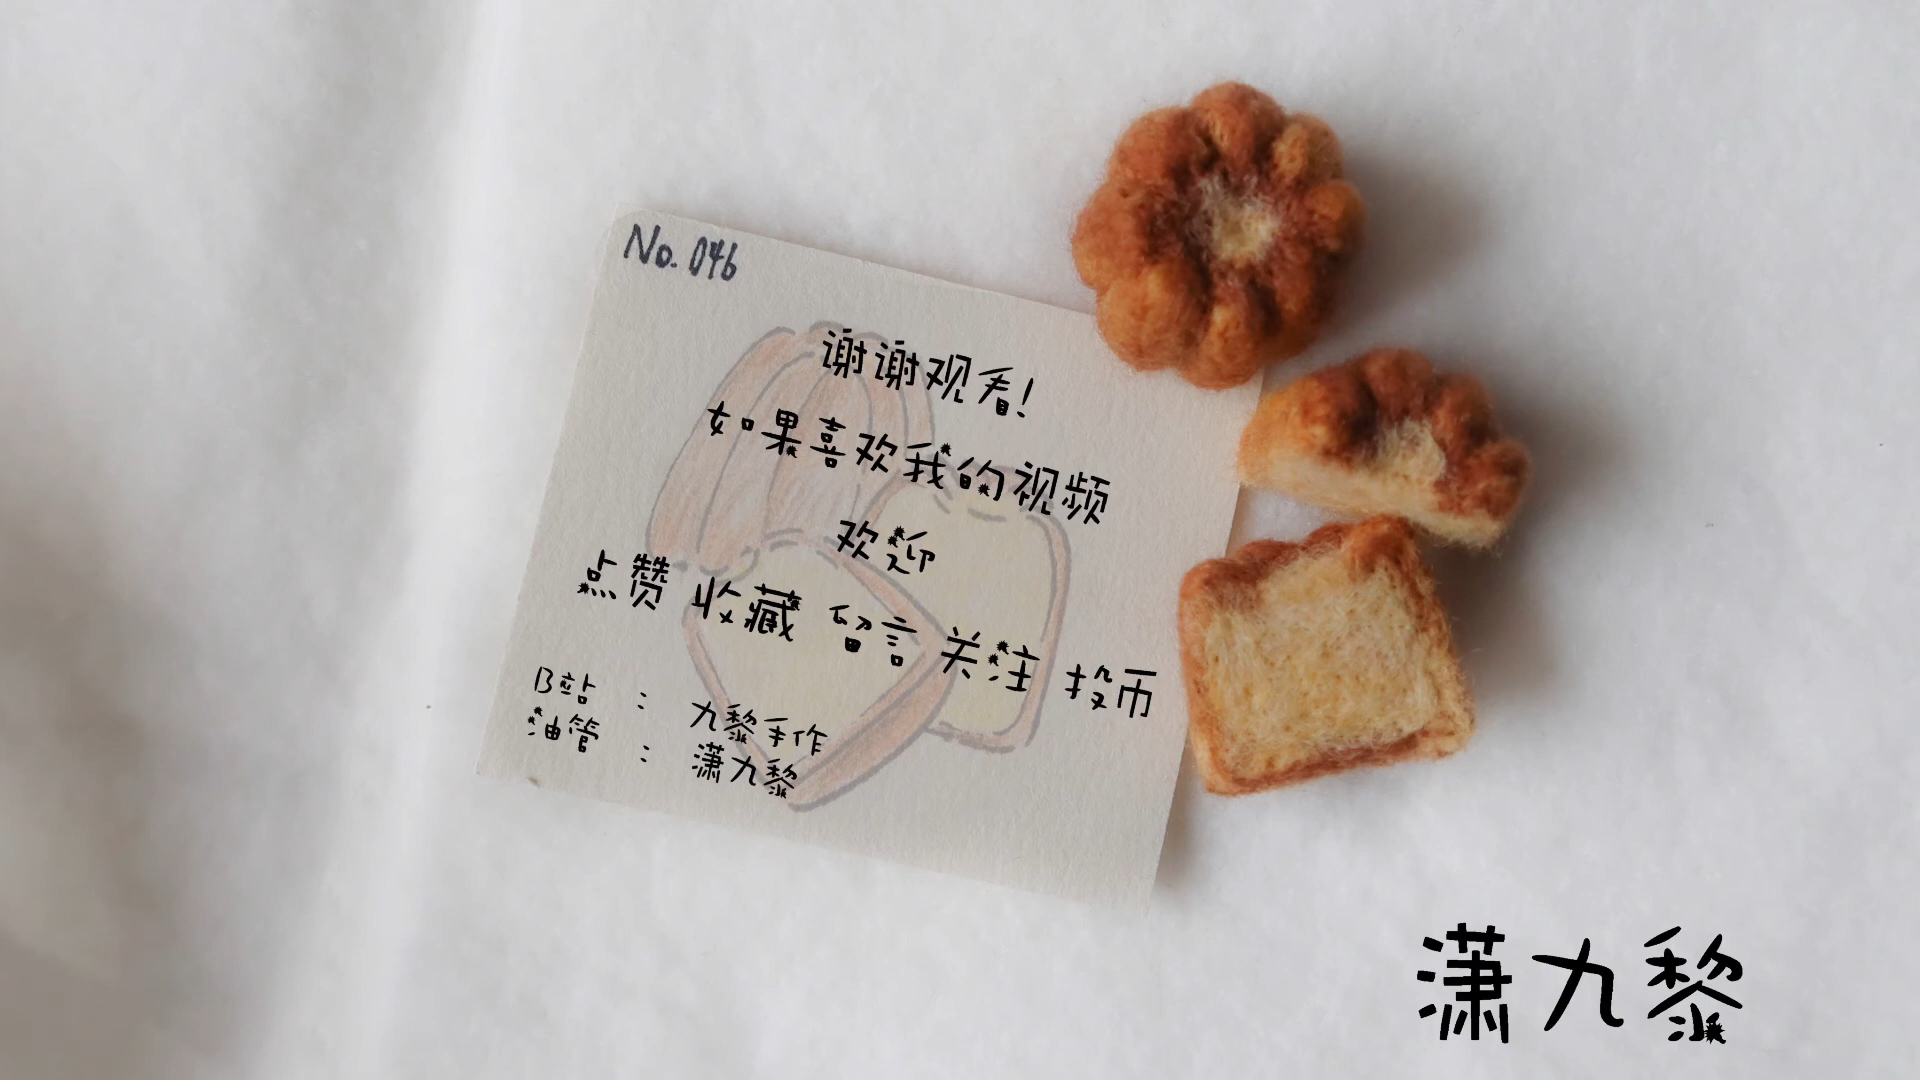 No. 046
谢谢观看!
如果喜欢我的视频
欢迎
点赞 收藏 留言 关注 投币
B站 : 九黎手作
油管 : 潇九黎
潇九黎